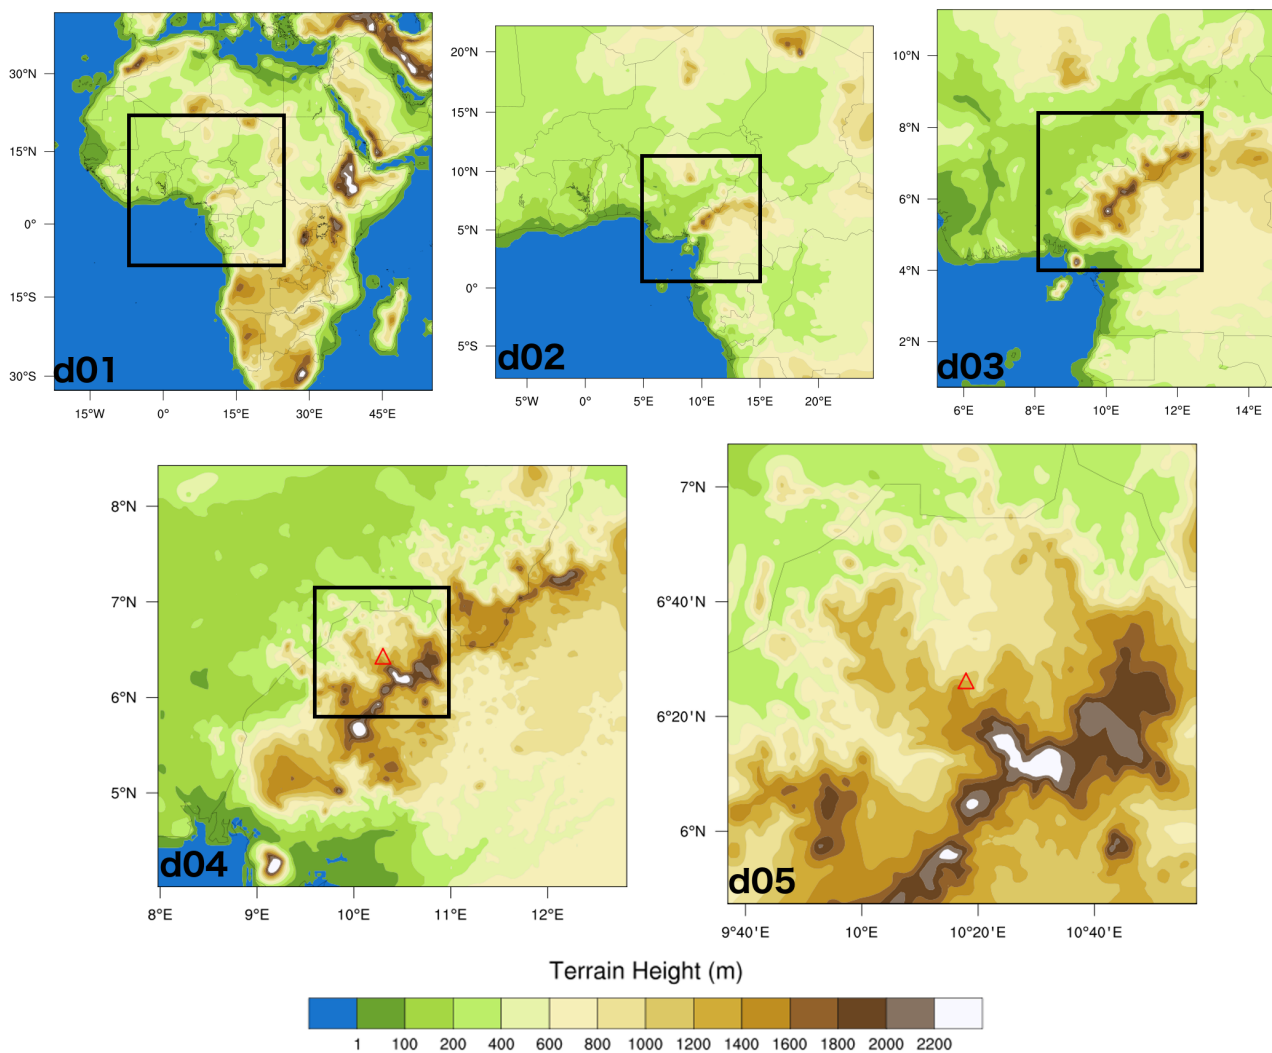 30°N
15°N
0°
15°S
30°S
d01
15°W
0°
15°E
30°E
45°E
20°N
15°N
10°N
5°N
0°
5°S
d02
5°W
0°
5°E
10°E
15°E
20°E
10°N
8°N
6°N
4°N
2°N
d03
6°E
8°E
10°E
12°E
14°E
8°N
7°N
6°N
5°N
d04
8°E
9°E
10°E
11°E
12°E
7°N
6°40'N
6°20'N
6°N
d05
9°40'E
10°E
10°20'E
10°40'E
Terrain Height (m)
1 100 200 400 600 800 1000 1200 1400 1600 1800 2000 2200